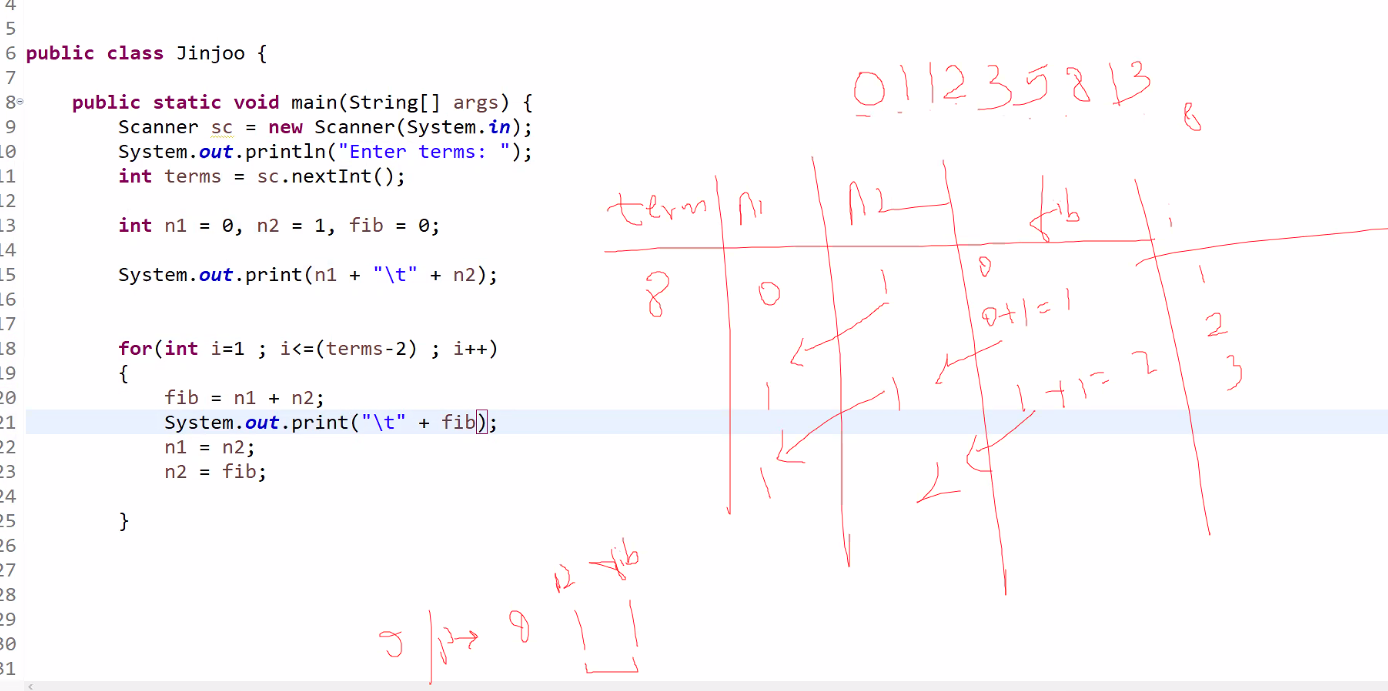 4
5
6 public class Jinjoo {
7
8 public static void main(String[] args) {
9 Scanner sc = new Scanner(System.in);
10 System.out.println("Enter terms: ");
11 int terms = sc.nextInt();
12
13 int n1 = 0, n2 = 1, fib = 0;
14
15 System.out.print(n1 + "\t" + n2);
16
17
18 for(int i=1 ; i<=(terms-2) ; i++)
19 {
20 fib = n1 + n2;
21 System.out.print("\t" + fib);
22 n1 = n2;
23 n2 = fib;
24
25 }
26
27
28
29
30
31
0 1 1 2 3 5 8 13
8
term n1 n2 fib i
8 0 1 0 1
0+1=1 2
1 1 1+1=2 3
1 2
n2 fib
8